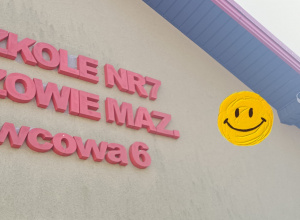 ZKOLE NR7
ZOWIE MAZ.
wcowa 6